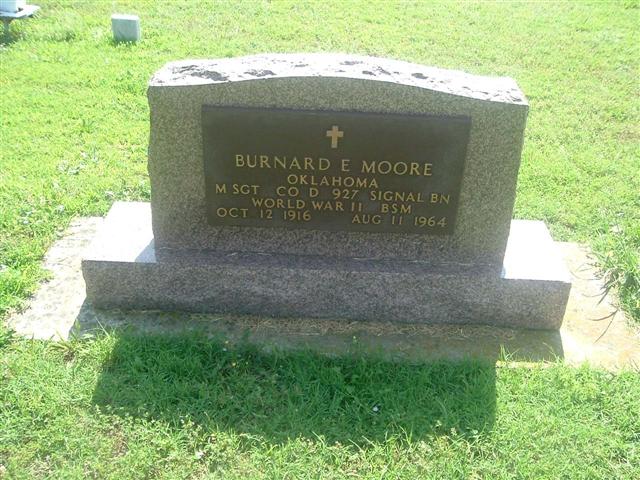 BURNARD E MOORE
OKLAHOMA
M SGT CO D 927 SIGNAL BN
WORLD WAR II BSM
OCT 12 1916 AUG 11 1964